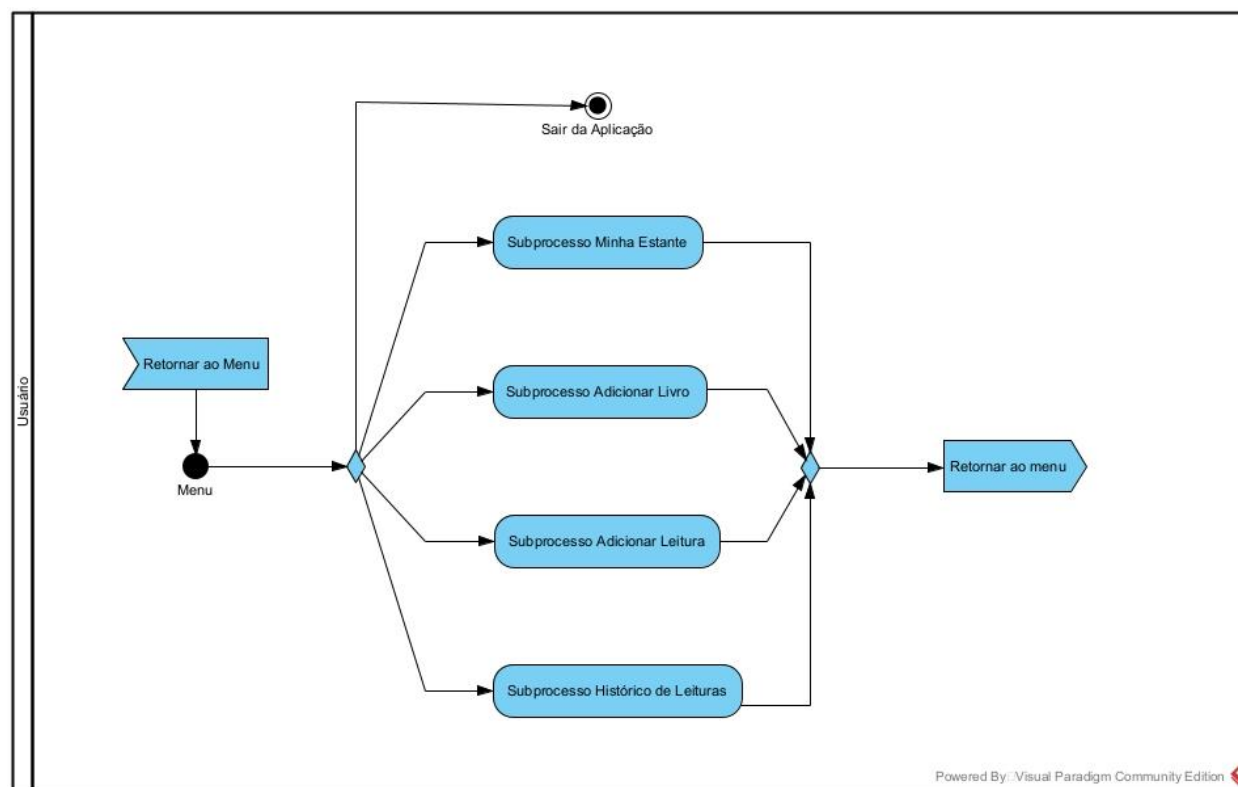 Usuário
Sair da Aplicação
Subprocesso Minha Estante
Retornar ao Menu
Subprocesso Adicionar Livro
Menu
Retornar ao menu
Subprocesso Adicionar Leitura
Subprocesso Histórico de Leituras
Powered By Visual Paradigm Community Edition